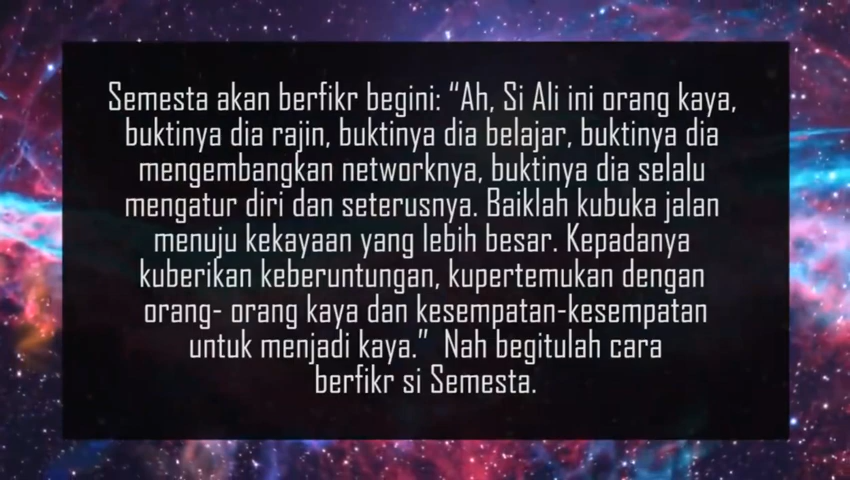 Semesta akan berfikr begini: “Ah, Si Ali ini orang kaya,
buktinya dia rajin, buktinya dia belajar, buktinya dia
mengembangkan networknya, buktinya dia selalu
mengatur diri dan seterusnya. Baiklah kubuka jalan
menuju kekayaan yang lebih besar. Kepadanya
kuberikan keberuntungan, kupertemukan dengan
orang- orang kaya dan kesempatan-kesempatan
untuk menjadi kaya.”  Nah begitulah cara
berfikr si Semesta.